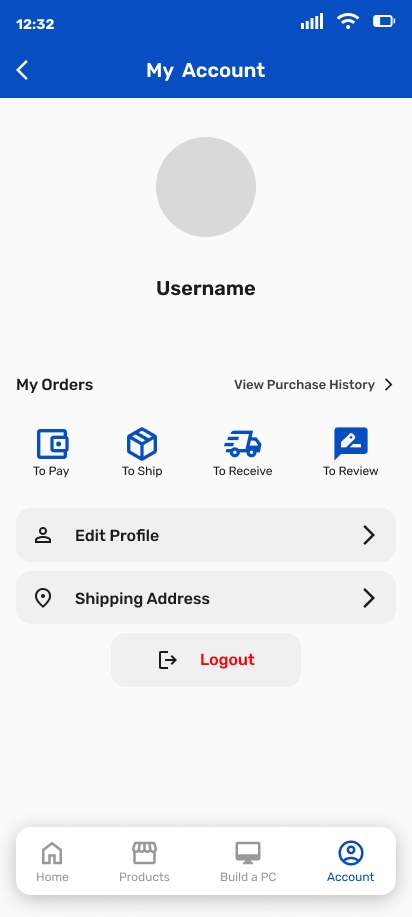 12:32
My Account
Username
My Orders
View Purchase History
To Pay
To Ship
To Receive
To Review
Edit Profile
Shipping Address
Logout
Home
Products
Build a PC
Account